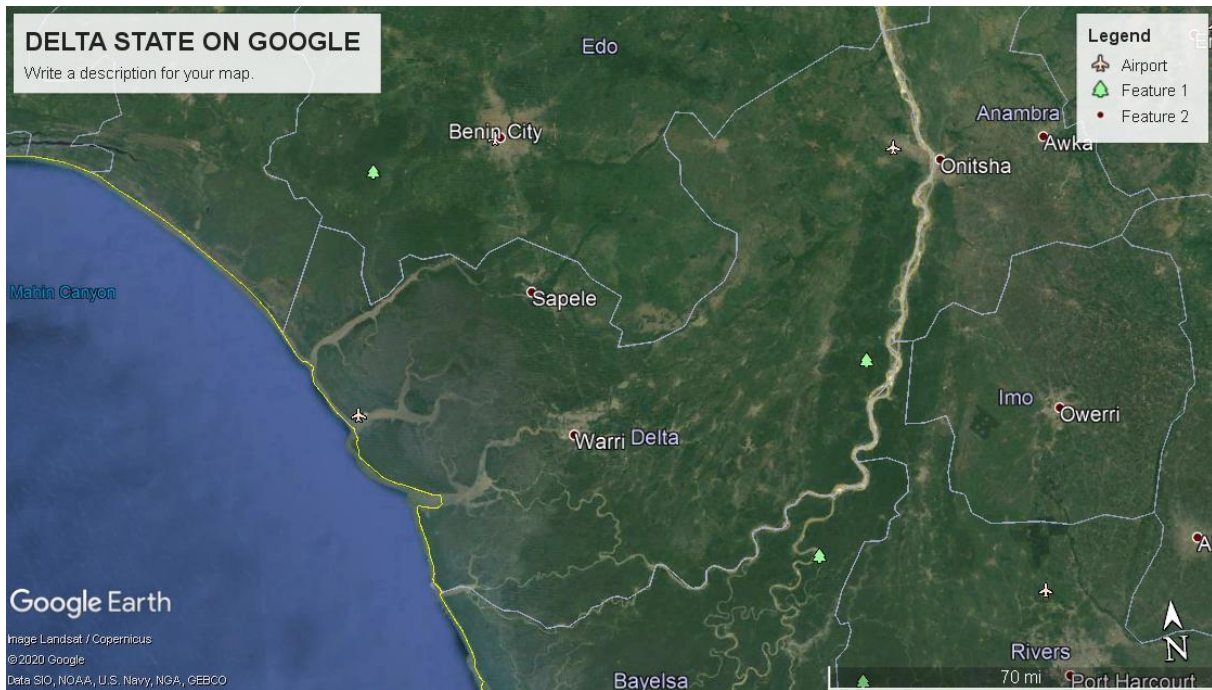 DELTA STATE ON GOOGLE
Write a description for your map.
Legend
Airport
Feature 1
Feature 2
Edo
Benin City
Anambra
Awka
Onitsha
Mahin Canyon
Sapele
Imo
Owerri
Warri
Delta
A
Google Earth
Image Landsat / Copernicus
© 2020 Google
Data SIO, NOAA, U.S. Navy, NGA, GEBCO
N
Rivers
70 mi
Port Harcourt
Bayelsa